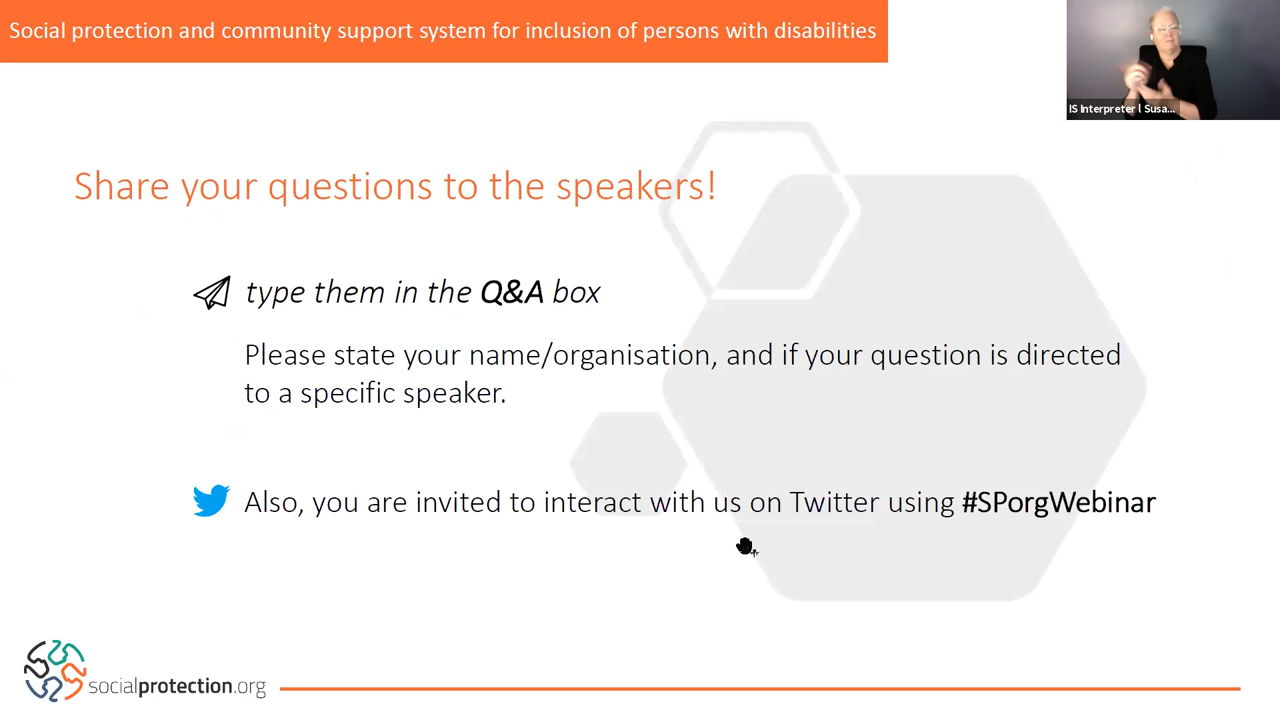 Social protection and community support system for inclusion of persons with disabilities
IS Interpreter l Susa...
Share your questions to the speakers!
type them in the Q&A box
Please state your name/organisation, and if your question is directed
to a specific speaker.
Also, you are invited to interact with us on Twitter using #SPorgWebinar
socialprotection.org